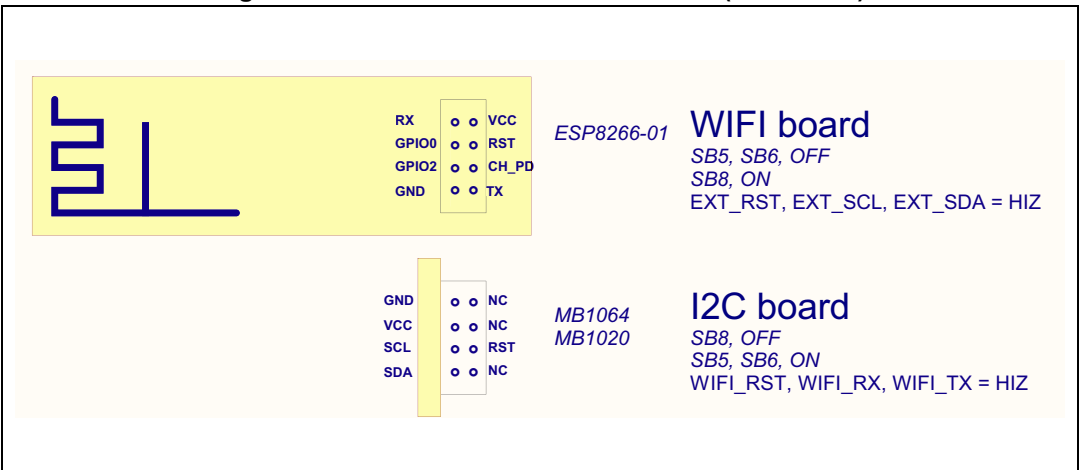 RX VCC
GPIO0 RST
GPIO2 CH_PD
GND TX
ESP8266-01
WIFI board
SB5, SB6, OFF
SB8, ON
EXT_RST, EXT_SCL, EXT_SDA = HIZ
GND NC
VCC NC
SCL RST
SDA NC
MB1064
MB1020
I2C board
SB8, OFF
SB5, SB6, ON
WIFI_RST, WIFI_RX, WIFI_TX = HIZ